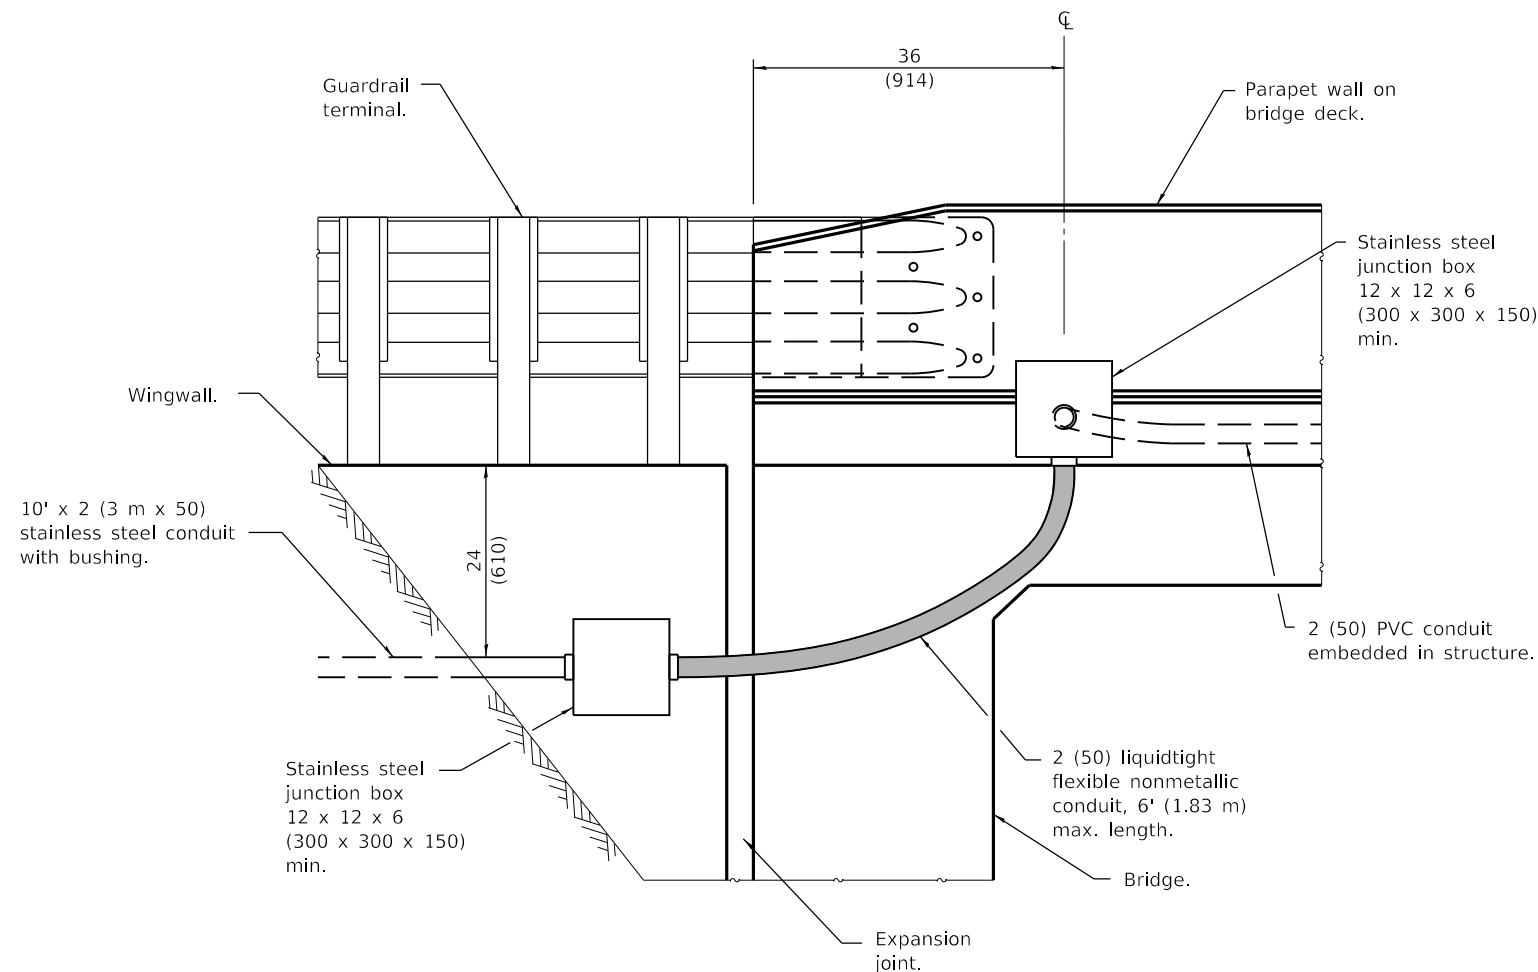 ℄
36
(914)
Guardrail
terminal.
Parapet wall on
bridge deck.
Stainless steel
junction box
12 x 12 x 6
(300 x 300 x 150)
min.
Wingwall.
10' x 2 (3 m x 50)
stainless steel conduit
with bushing.
24
(610)
2 (50) PVC conduit
embedded in structure.
Stainless steel
junction box
12 x 12 x 6
(300 x 300 x 150)
min.
2 (50) liquidtight
flexible nonmetallic
conduit, 6' (1.83 m)
max. length.
Bridge.
Expansion
joint.